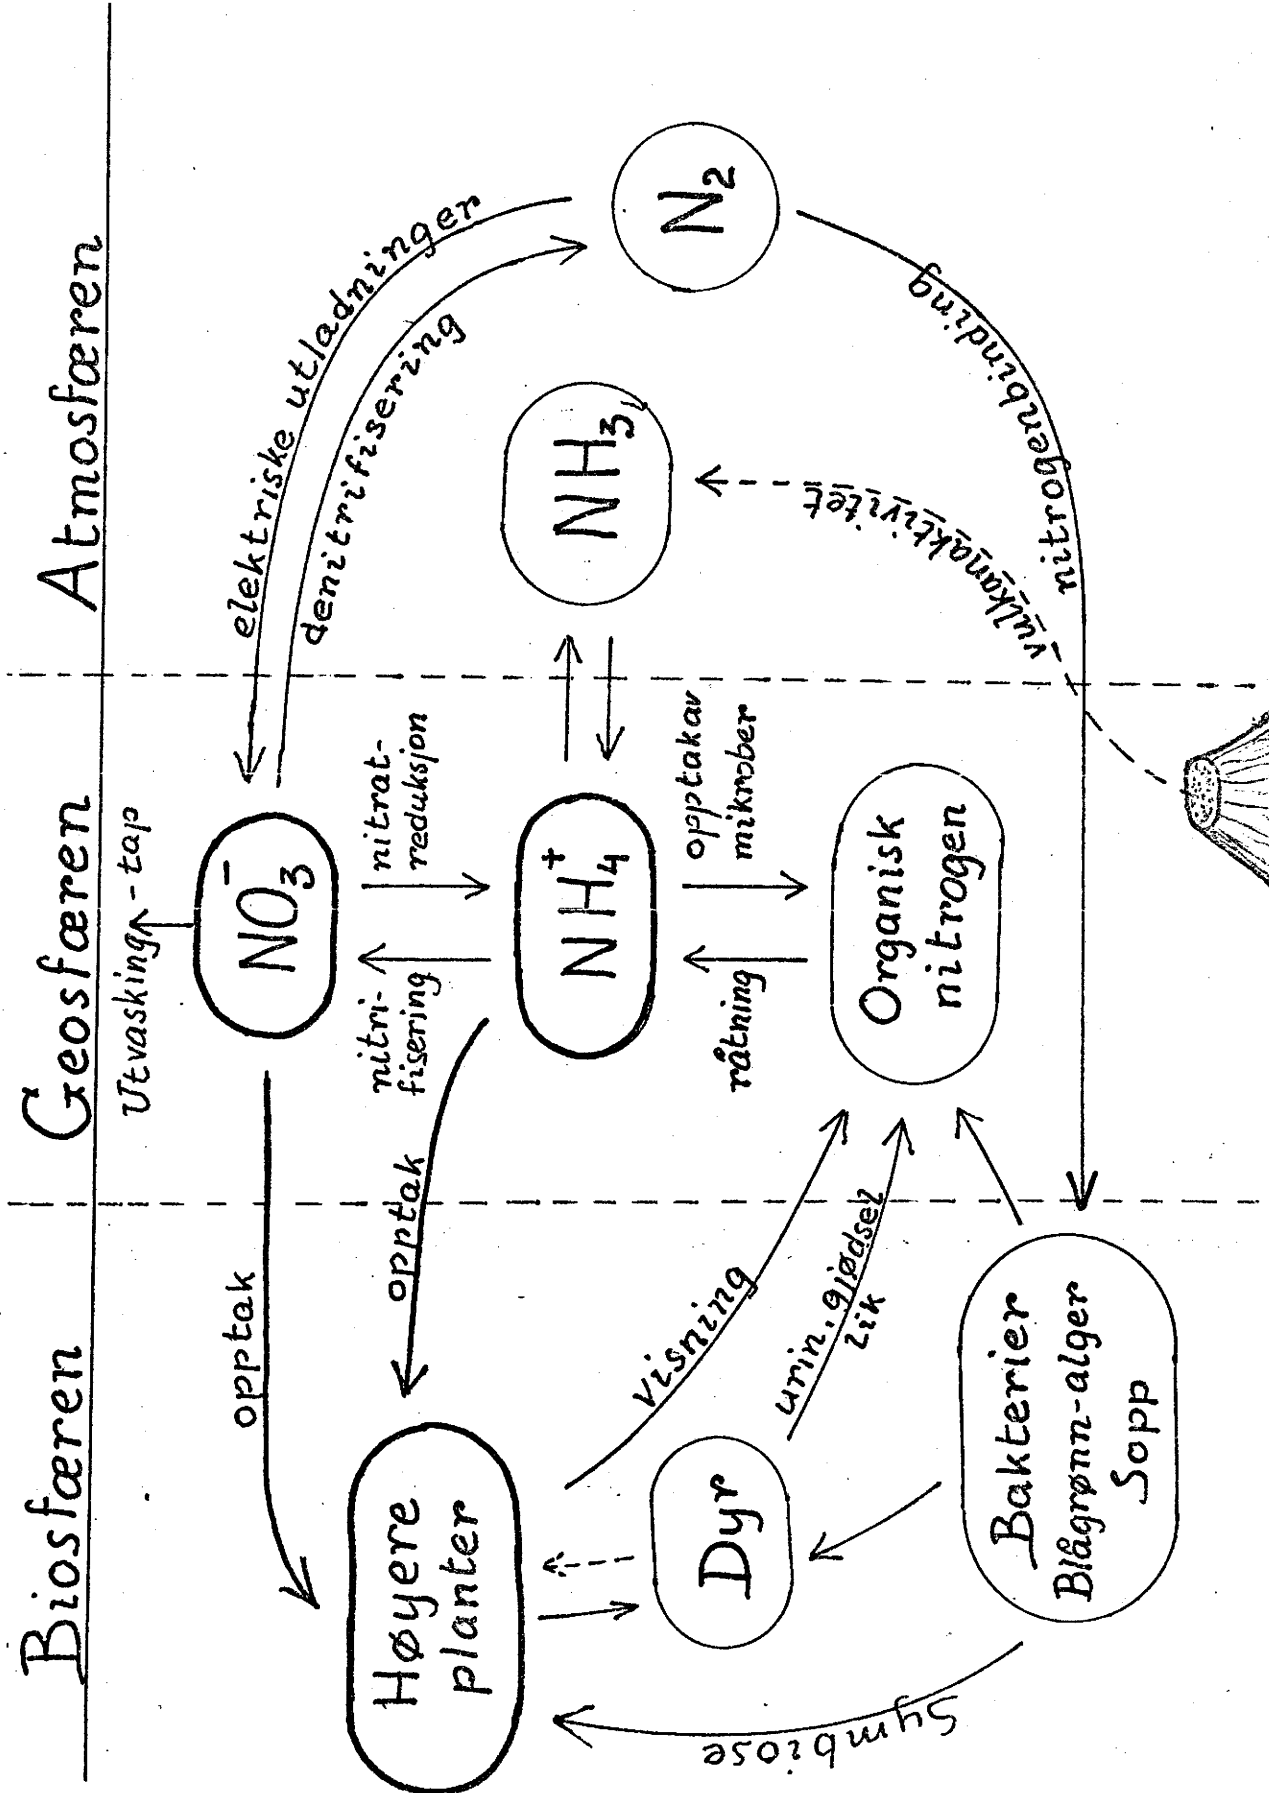 Biosfæren
Geosfæren
Atmosfæren
Utvasking-tap
NO₃⁻
elektriske utladninger
denitrifisering
opptak
nitri-
fisering
nitrat-
reduksjon
opptak
Høyere
planter
NH₄⁺
NH₃
N₂
visning
råtning
opptak av
mikrober
Dyr
urin, gjødsel
lik
Organisk
nitrogen
vulkanaktivitet
nitrogenbinding
Symbiose
Bakterier
Blågrønn-alger
Sopp